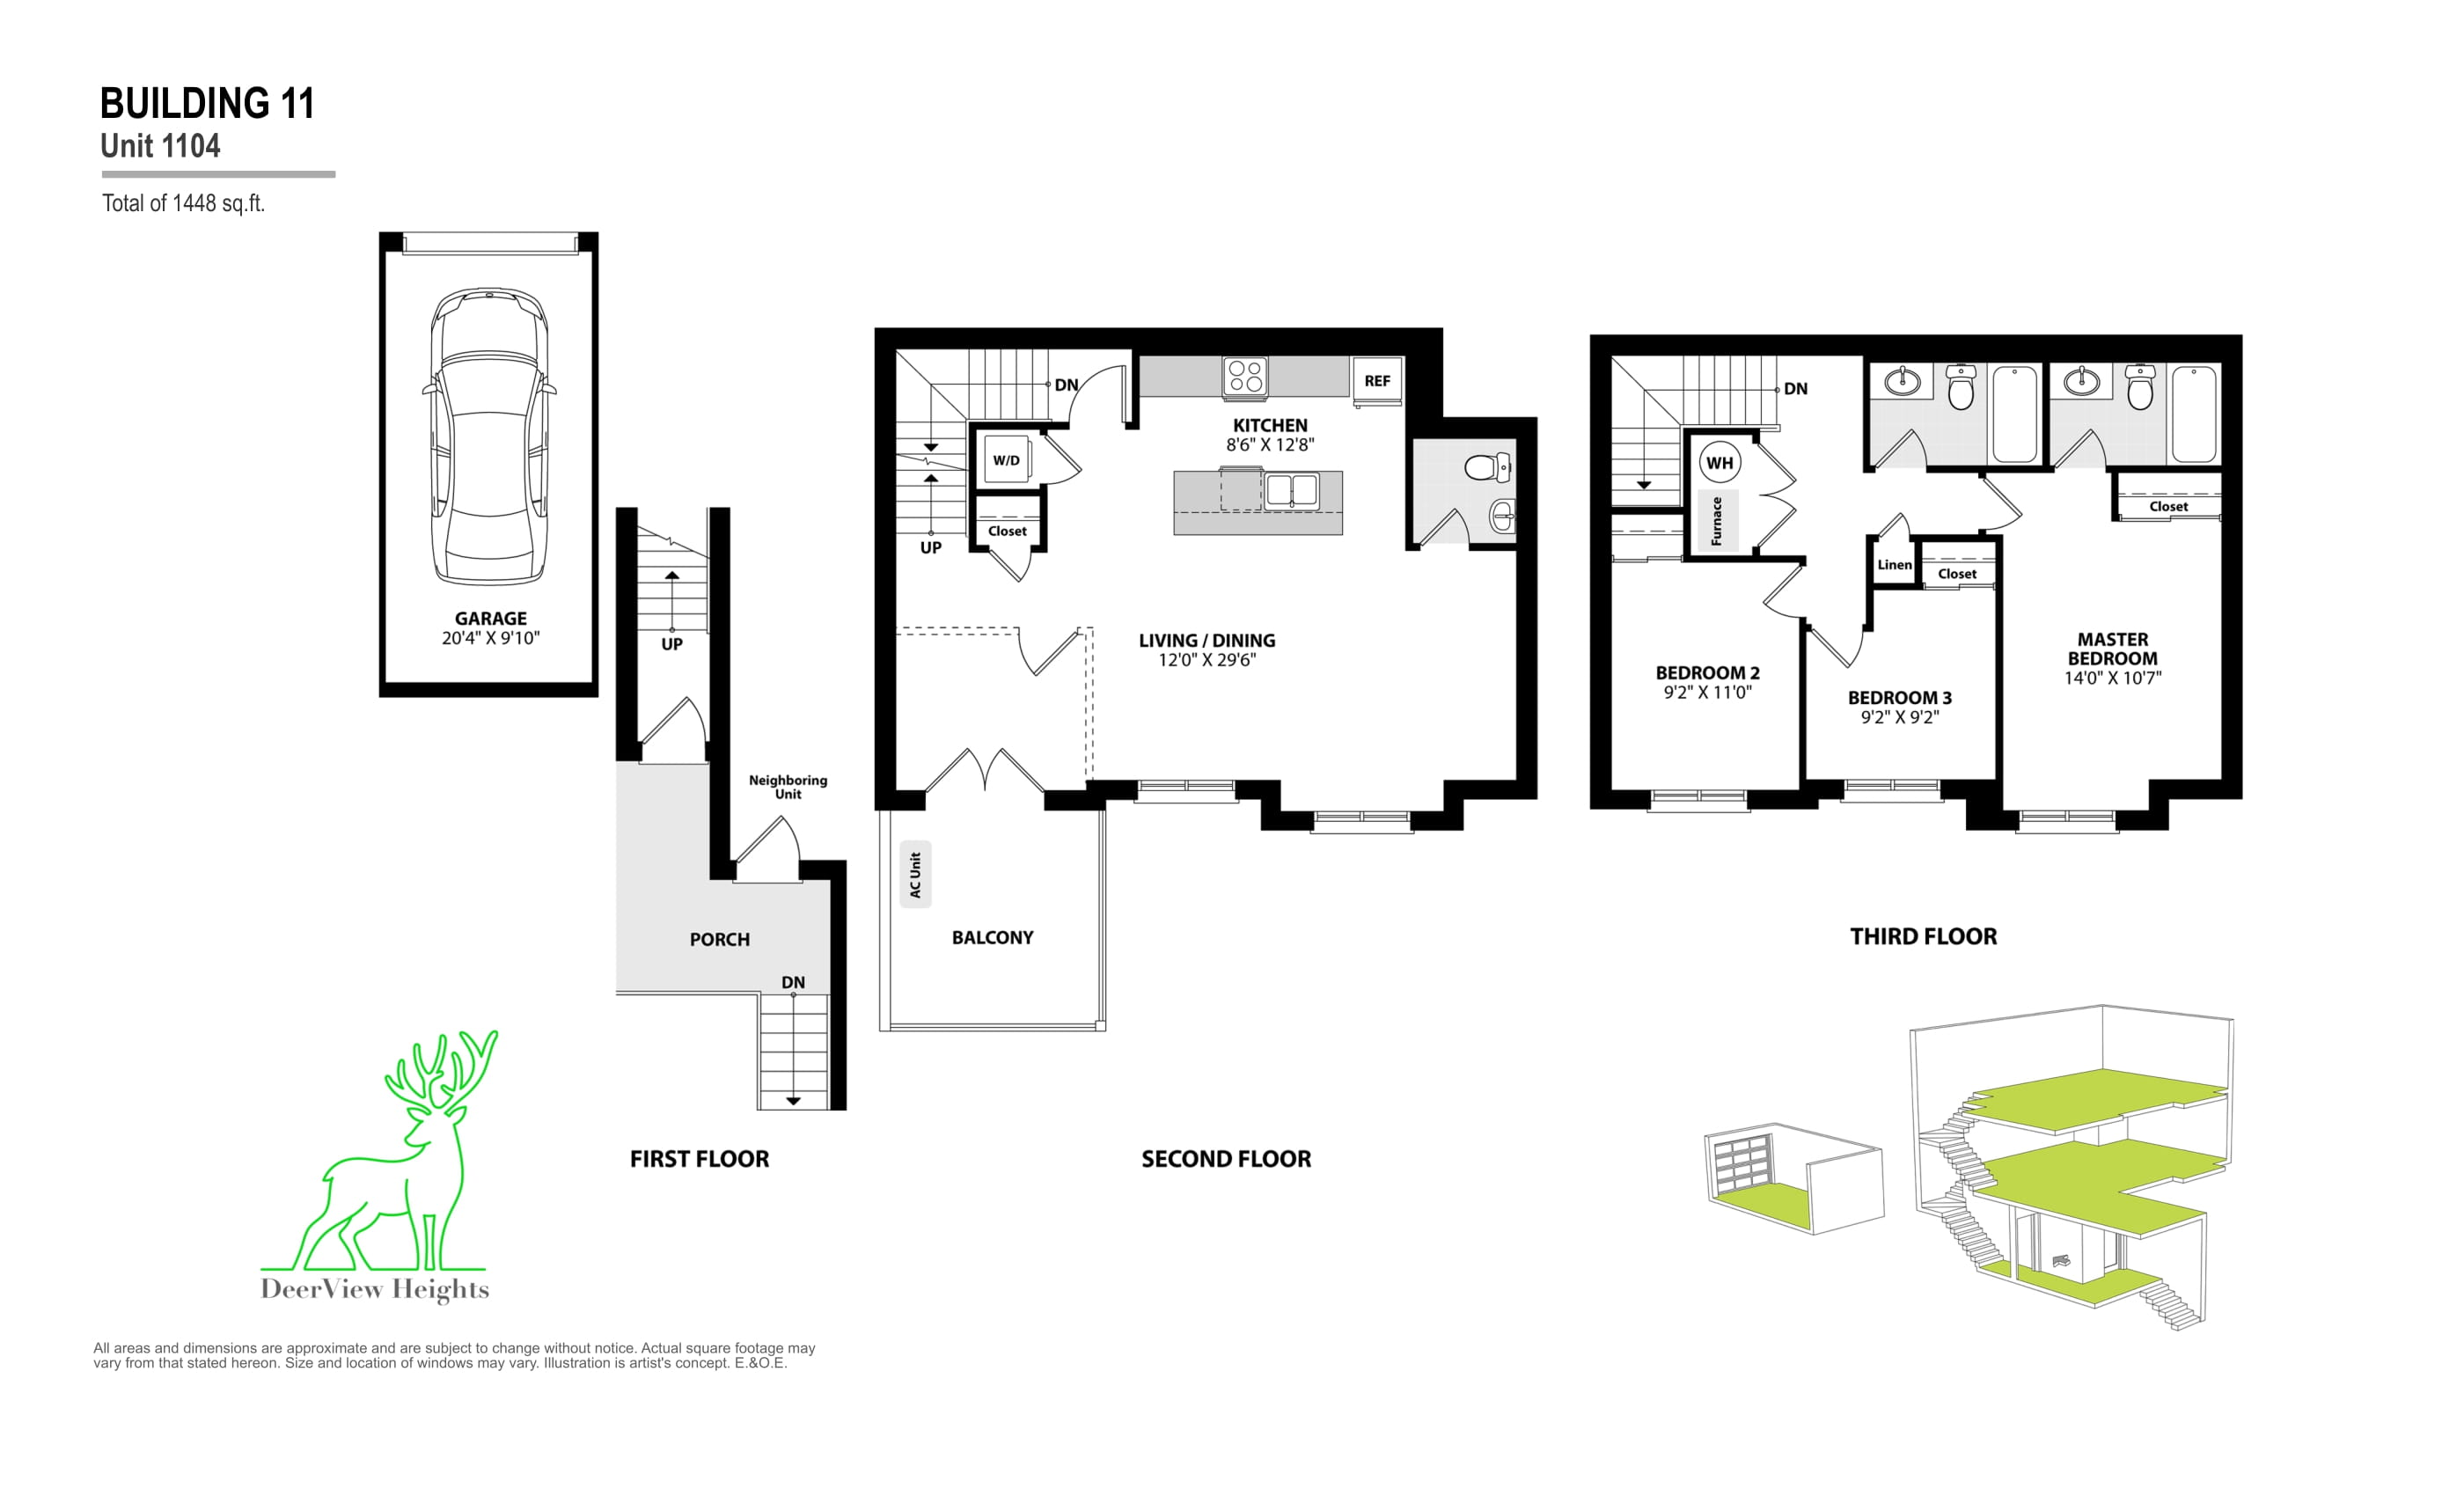 BUILDING 11
Unit 1104
Total of 1448 sq.ft.
GARAGE
20'4" X 9'10"
UP
Neighboring
Unit
PORCH
DN
FIRST FLOOR
DN
W/D
Closet
UP
KITCHEN
8'6" X 12'8"
REF
LIVING / DINING
12'0" X 29'6"
AC Unit
BALCONY
SECOND FLOOR
DN
WH
Furnace
Linen
Closet
Closet
BEDROOM 2
9'2" X 11'0"
BEDROOM 3
9'2" X 9'2"
MASTER
BEDROOM
14'0" X 10'7"
THIRD FLOOR
DeerView Heights
All areas and dimensions are approximate and are subject to change without notice. Actual square footage may
vary from that stated hereon. Size and location of windows may vary. Illustration is artist's concept. E.&O.E.